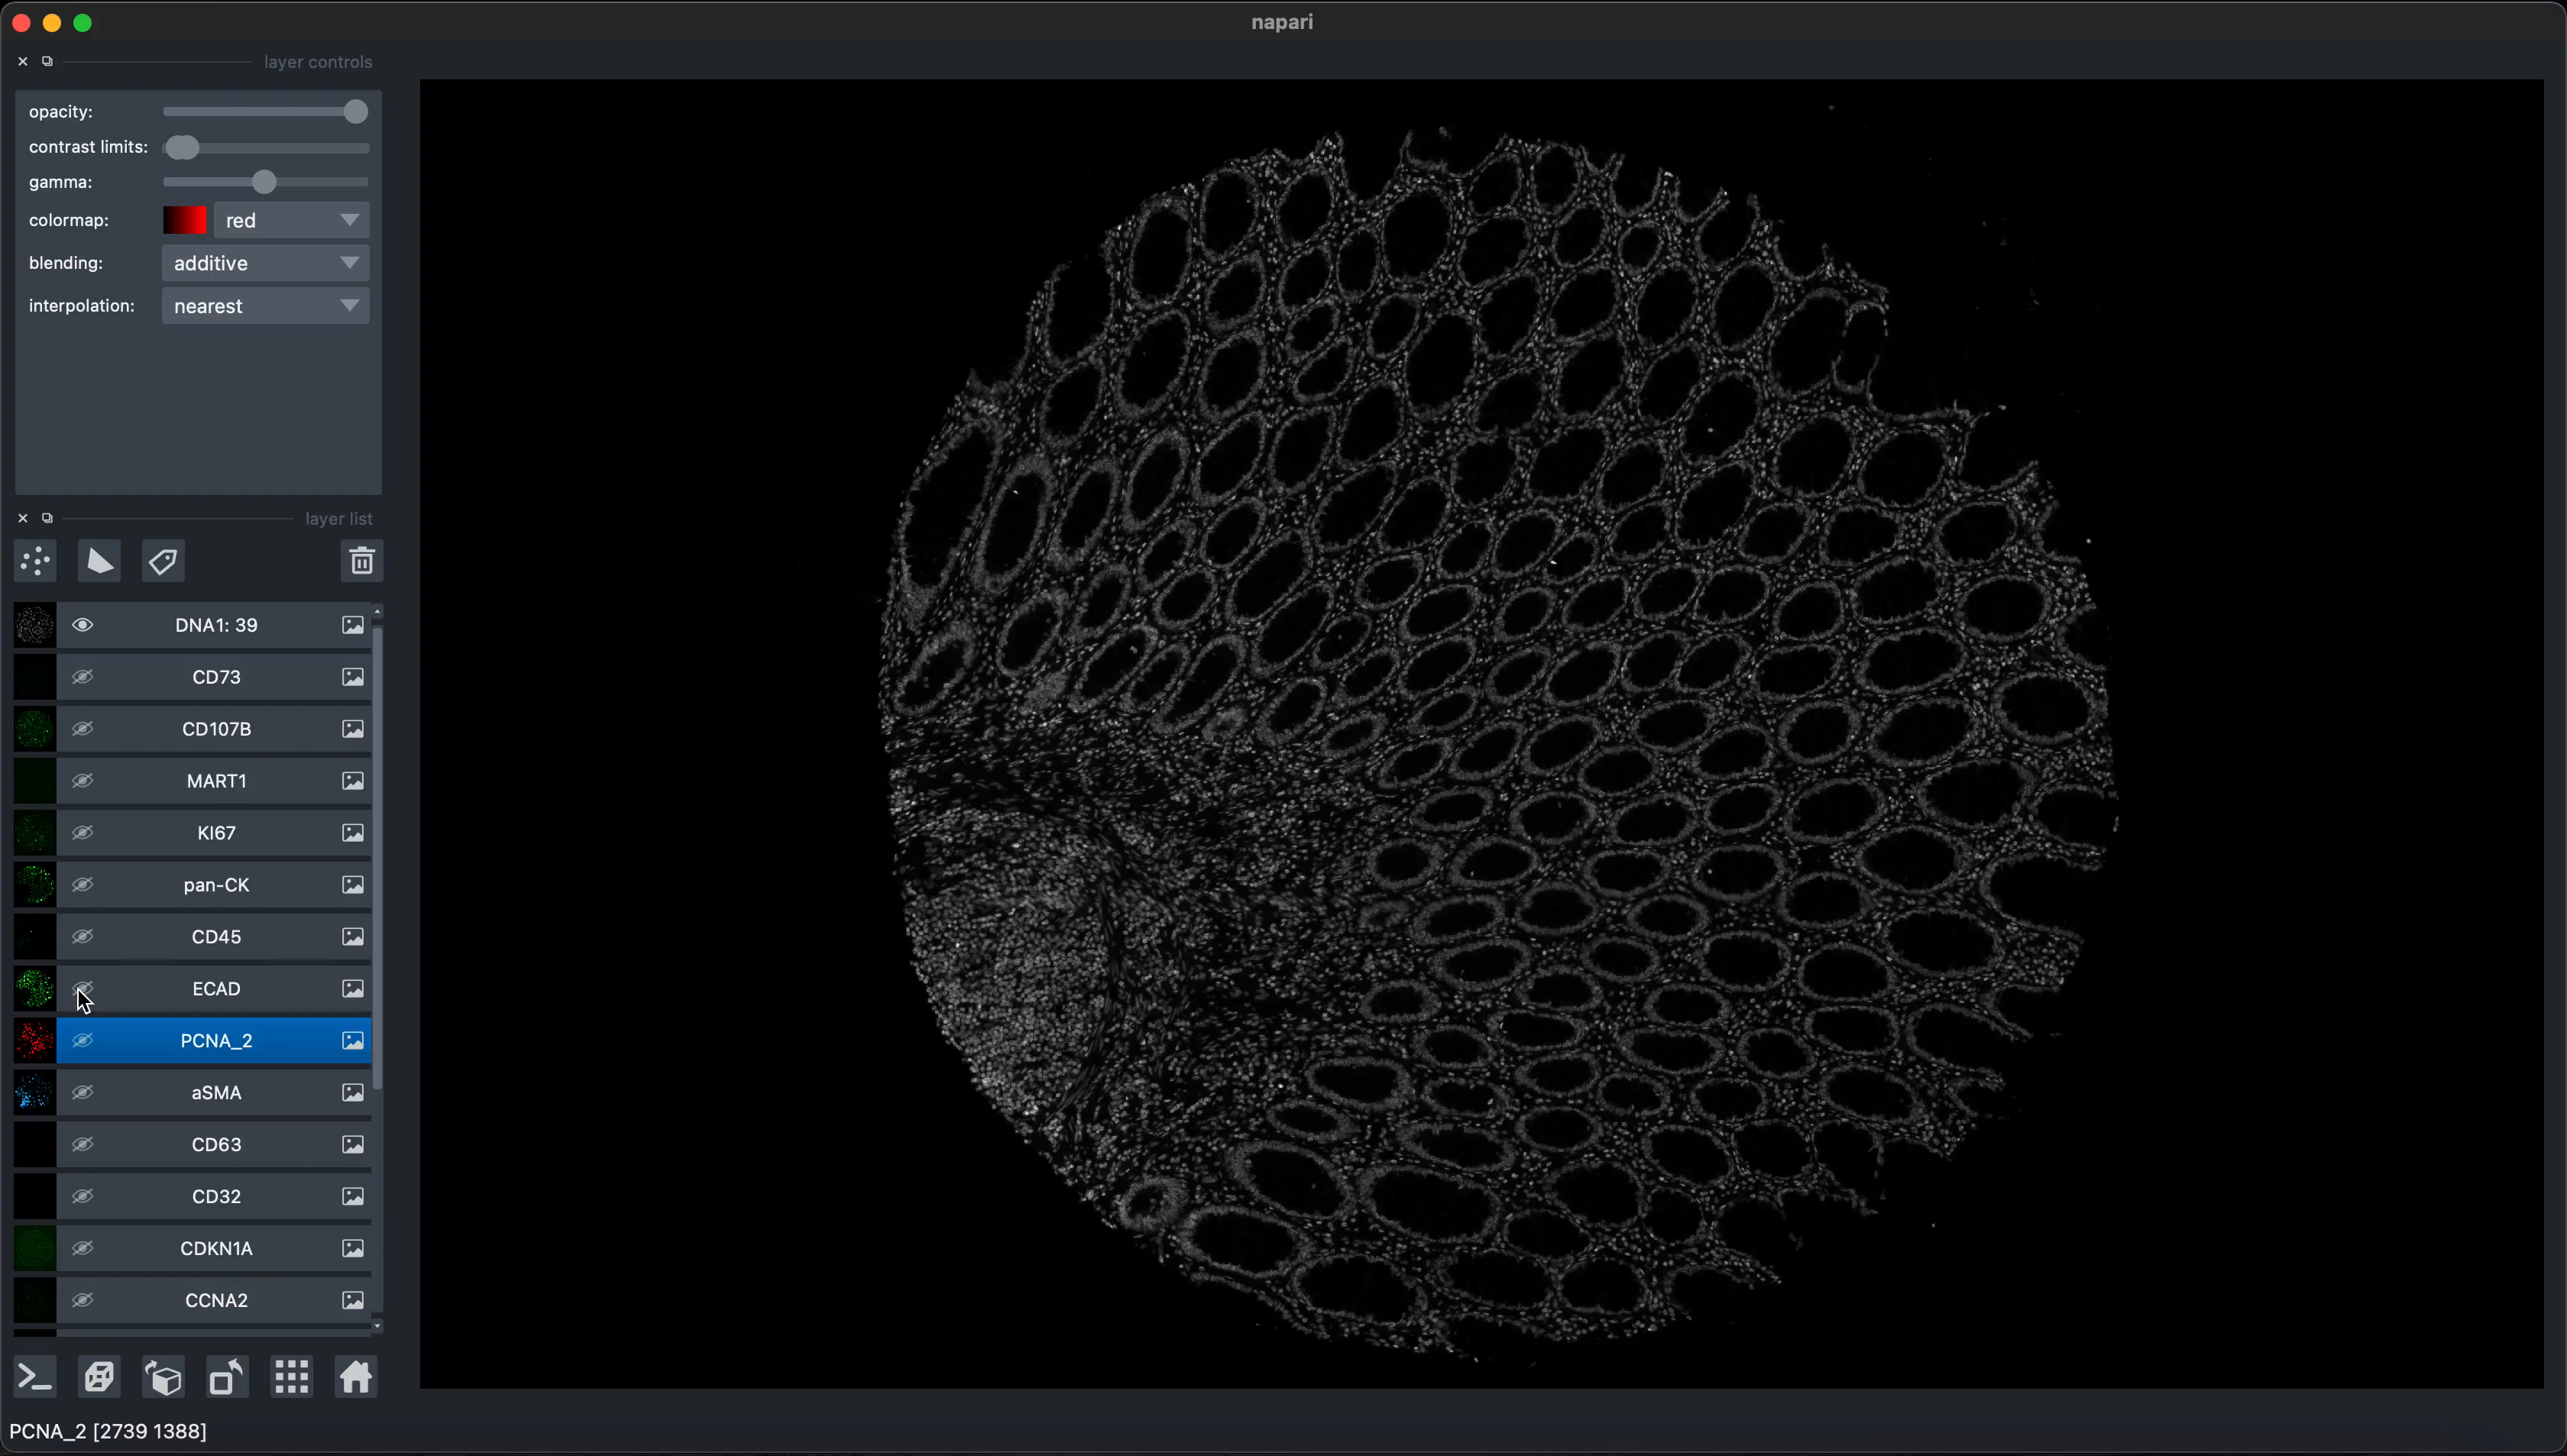 napari
layer controls
opacity:
contrast limits:
gamma:
colormap: red
blending: additive
interpolation: nearest
layer list
DNA1: 39
CD73
CD107B
MART1
KI67
pan-CK
CD45
ECAD
PCNA_2
aSMA
CD63
CD32
CDKN1A
CCNA2
PCNA_2 [2739 1388]